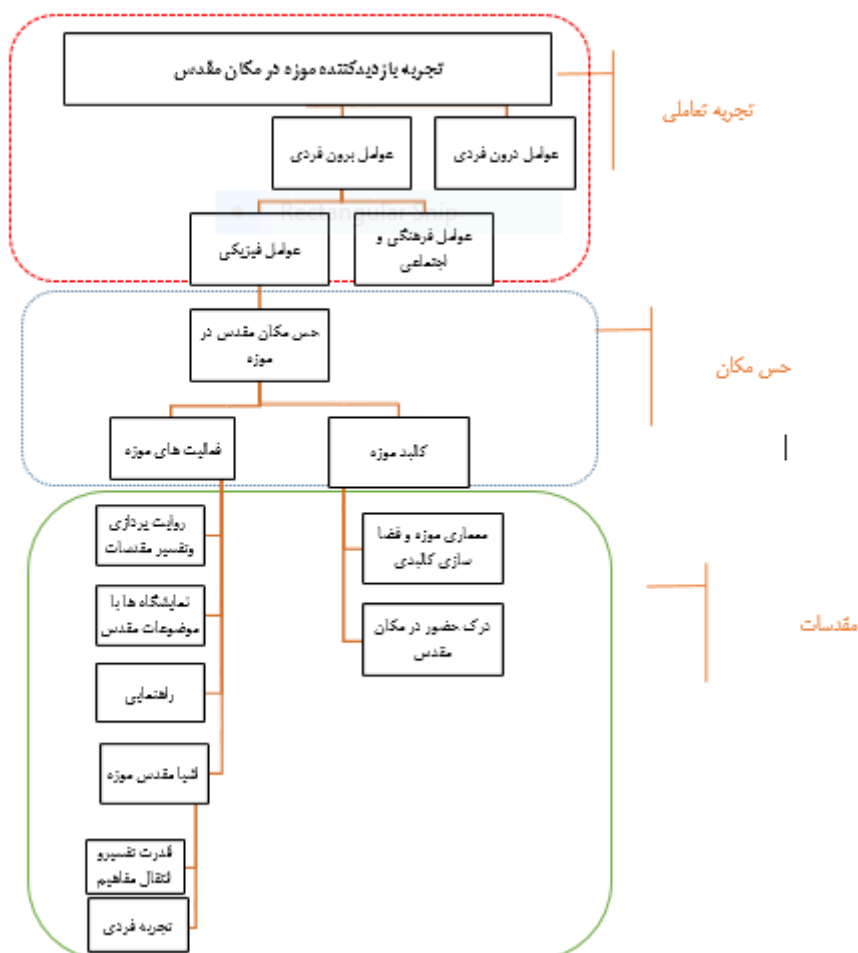 تجربه بازدیدکننده موزه در مکان مقدس
تجربه تعاملی
عوامل درون فردی
عوامل برون فردی
Rectangular Snip
عوامل فرهنگی و
اجتماعی
عوامل فیزیکی
حس مکان مقدس در
موزه
حس مکان
کالبد موزه
فعالیت های موزه
معماری موزه و فضا
سازی کالبدی
درک حضور در مکان
مقدس
روایت پردازی
وتفسیر مقدسات
نمایشگاه ها با
موضوعات مقدس
راهنمایی
اشیا مقدس موزه
قدرت تفسیرو
انتقال مفاهیم
تجربه فردی
مقدسات